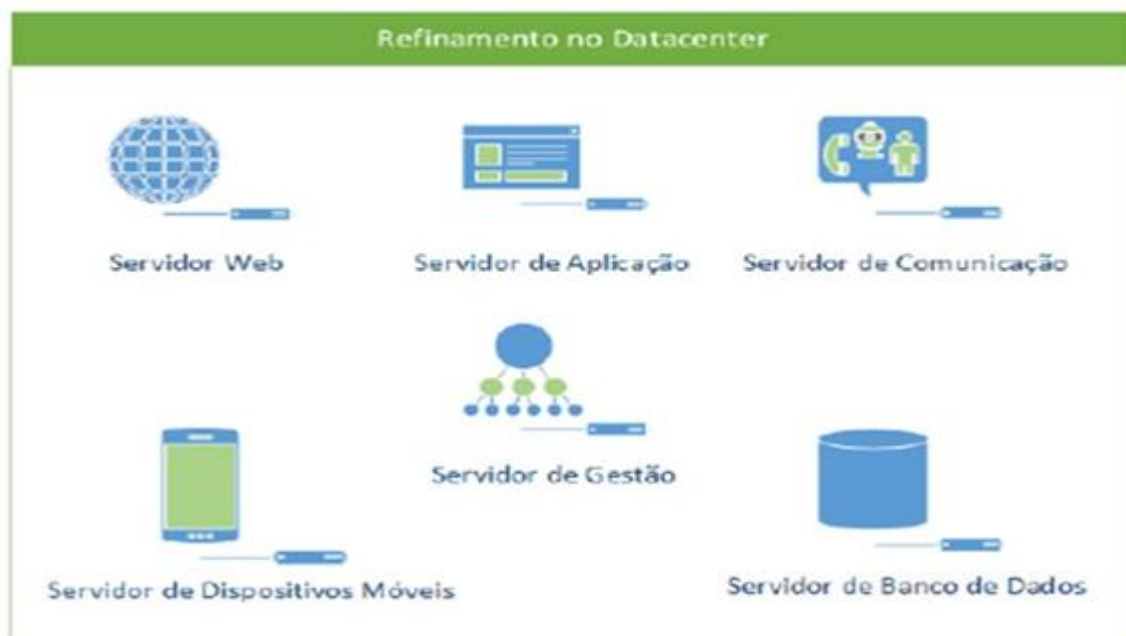 Refinamento no Datacenter
Servidor Web
Servidor de Aplicação
Servidor de Comunicação
Servidor de Gestão
Servidor de Dispositivos Móveis
Servidor de Banco de Dados